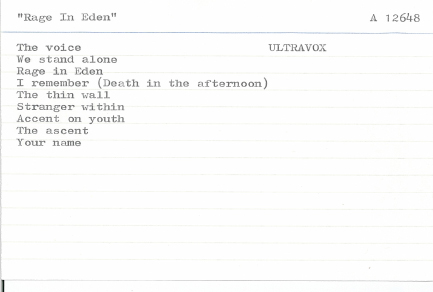 "Rage In Eden" A 12648
The voice ULTRAVOX
We stand alone
Rage in Eden
I remember (Death in the afternoon)
The thin wall
Stranger within
Accent on youth
The ascent
Your name